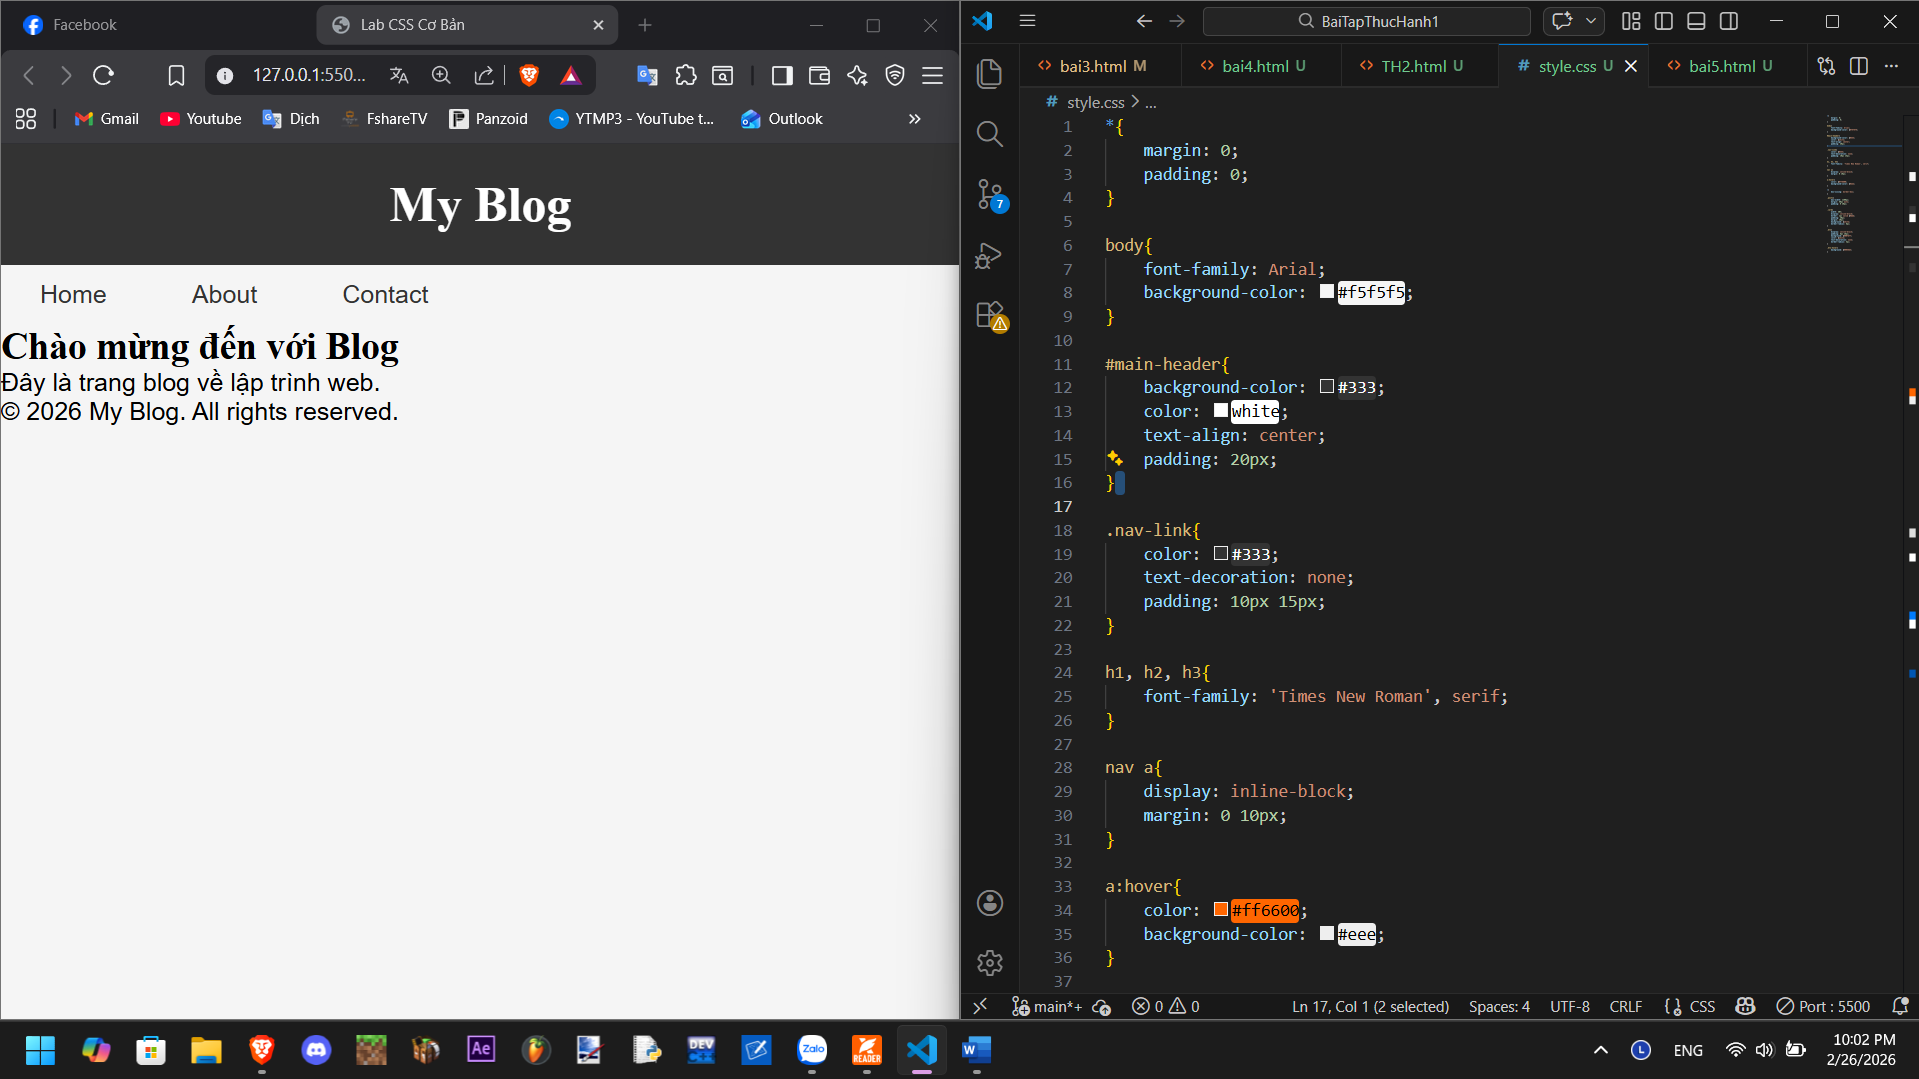 Facebook
Lab CSS Cơ Bản
127.0.0.1:550...
Gmail
Youtube
Dịch
FshareTV
Panzoid
YTMP3 - YouTube t...
Outlook
My Blog
Home About Contact
Chào mừng đến với Blog
Đây là trang blog về lập trình web.
© 2026 My Blog. All rights reserved.
BaiTapThucHanh1
bai3.html M
bai4.html U
TH2.html U
# style.css U
bai5.html U
# style.css > ...
7
1 *{
2 margin: 0;
3 padding: 0;
4 }
5
6 body{
7 font-family: Arial;
8 background-color: #f5f5f5;
9 }
10
11 #main-header{
12 background-color: #333;
13 color: white;
14 text-align: center;
15 padding: 20px;
16 }
17
18 .nav-link{
19 color: #333;
20 text-decoration: none;
21 padding: 10px 15px;
22 }
23
24 h1, h2, h3{
25 font-family: 'Times New Roman', serif;
26 }
27
28 nav a{
29 display: inline-block;
30 margin: 0 10px;
31 }
32
33 a:hover{
34 color: #ff6600;
35 background-color: #eee;
36 }
37
main*+ 0 0 Ln 17, Col 1 (2 selected) Spaces: 4 UTF-8 CRLF CSS Port : 5500
Ae
DEV
Zalo
READER
W
L
ENG
10:02 PM
2/26/2026